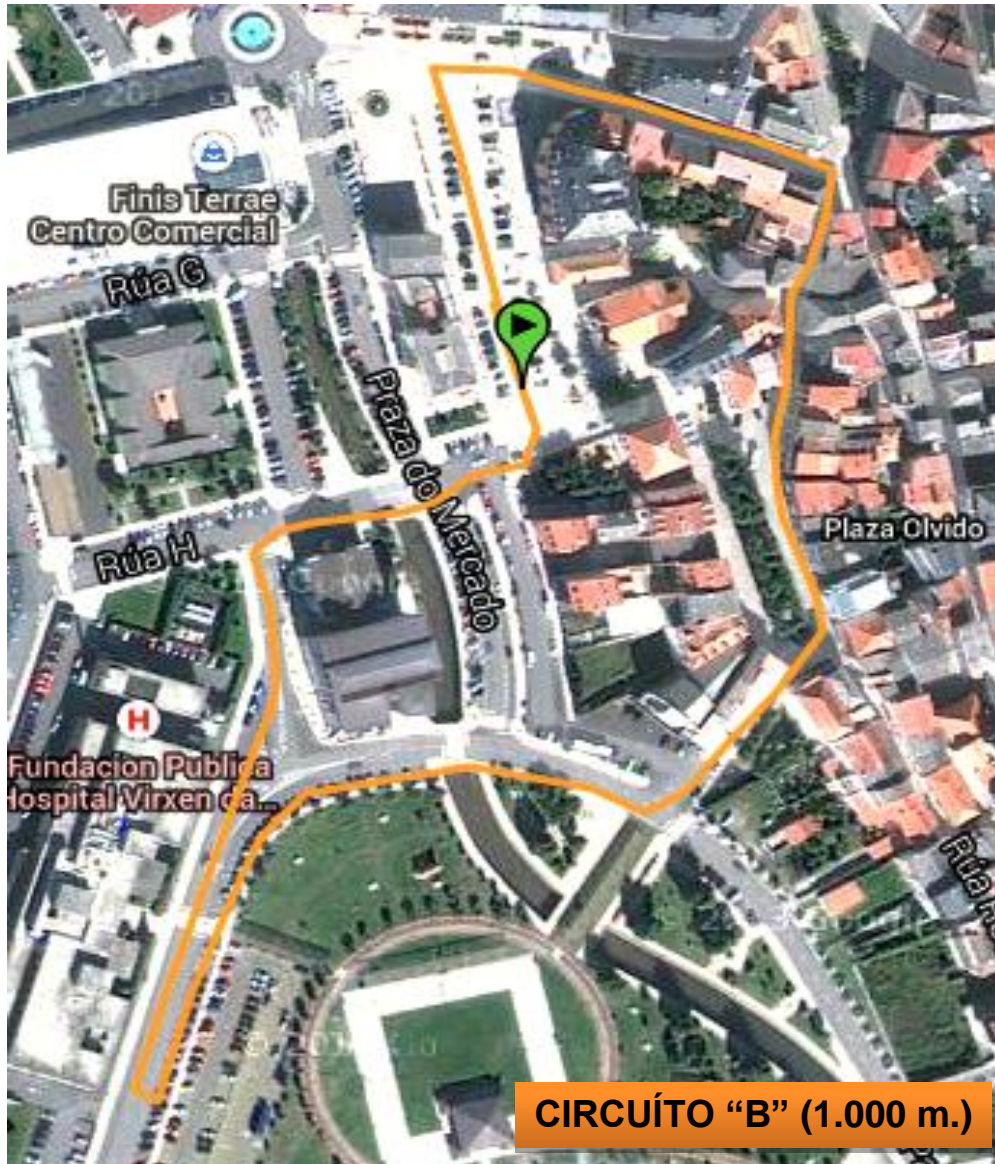 Finis Terrae
Centro Comercial
Rúa G
Praza do Mercado
Rúa H
Plaza Olvido
H
Fundacion Publica
Hospital Virxen da...
Rúa
CIRCUÍTO “B” (1.000 m.)